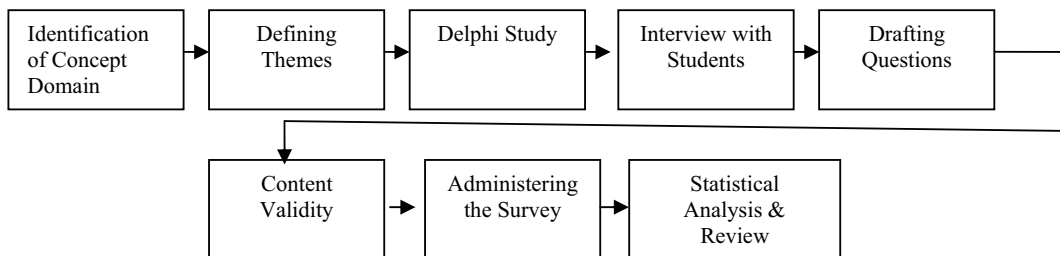 Identification
of Concept
Domain
Defining
Themes
Delphi Study
Interview with
Students
Drafting
Questions
Content
Validity
Administering
the Survey
Statistical
Analysis &
Review